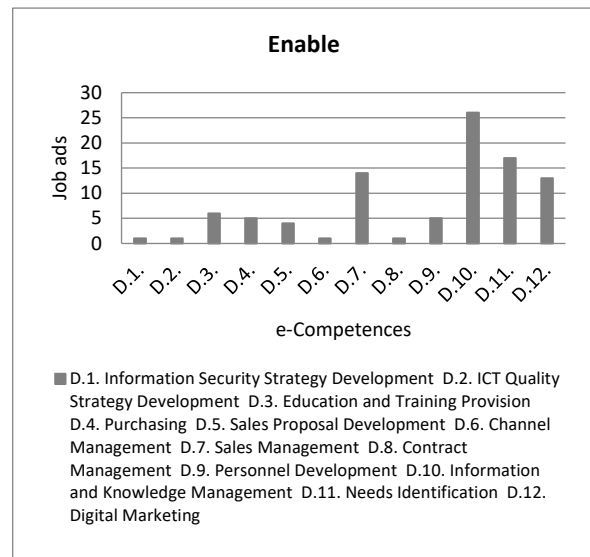 Enable
30
25
20
15
10
5
0
Job ads
D.1. D.2. D.3. D.4. D.5. D.6. D.7. D.8. D.9. D.10. D.11. D.12.
e-Competences
D.1. Information Security Strategy Development D.2. ICT Quality
Strategy Development D.3. Education and Training Provision
D.4. Purchasing D.5. Sales Proposal Development D.6. Channel
Management D.7. Sales Management D.8. Contract
Management D.9. Personnel Development D.10. Information
and Knowledge Management D.11. Needs Identification D.12.
Digital Marketing